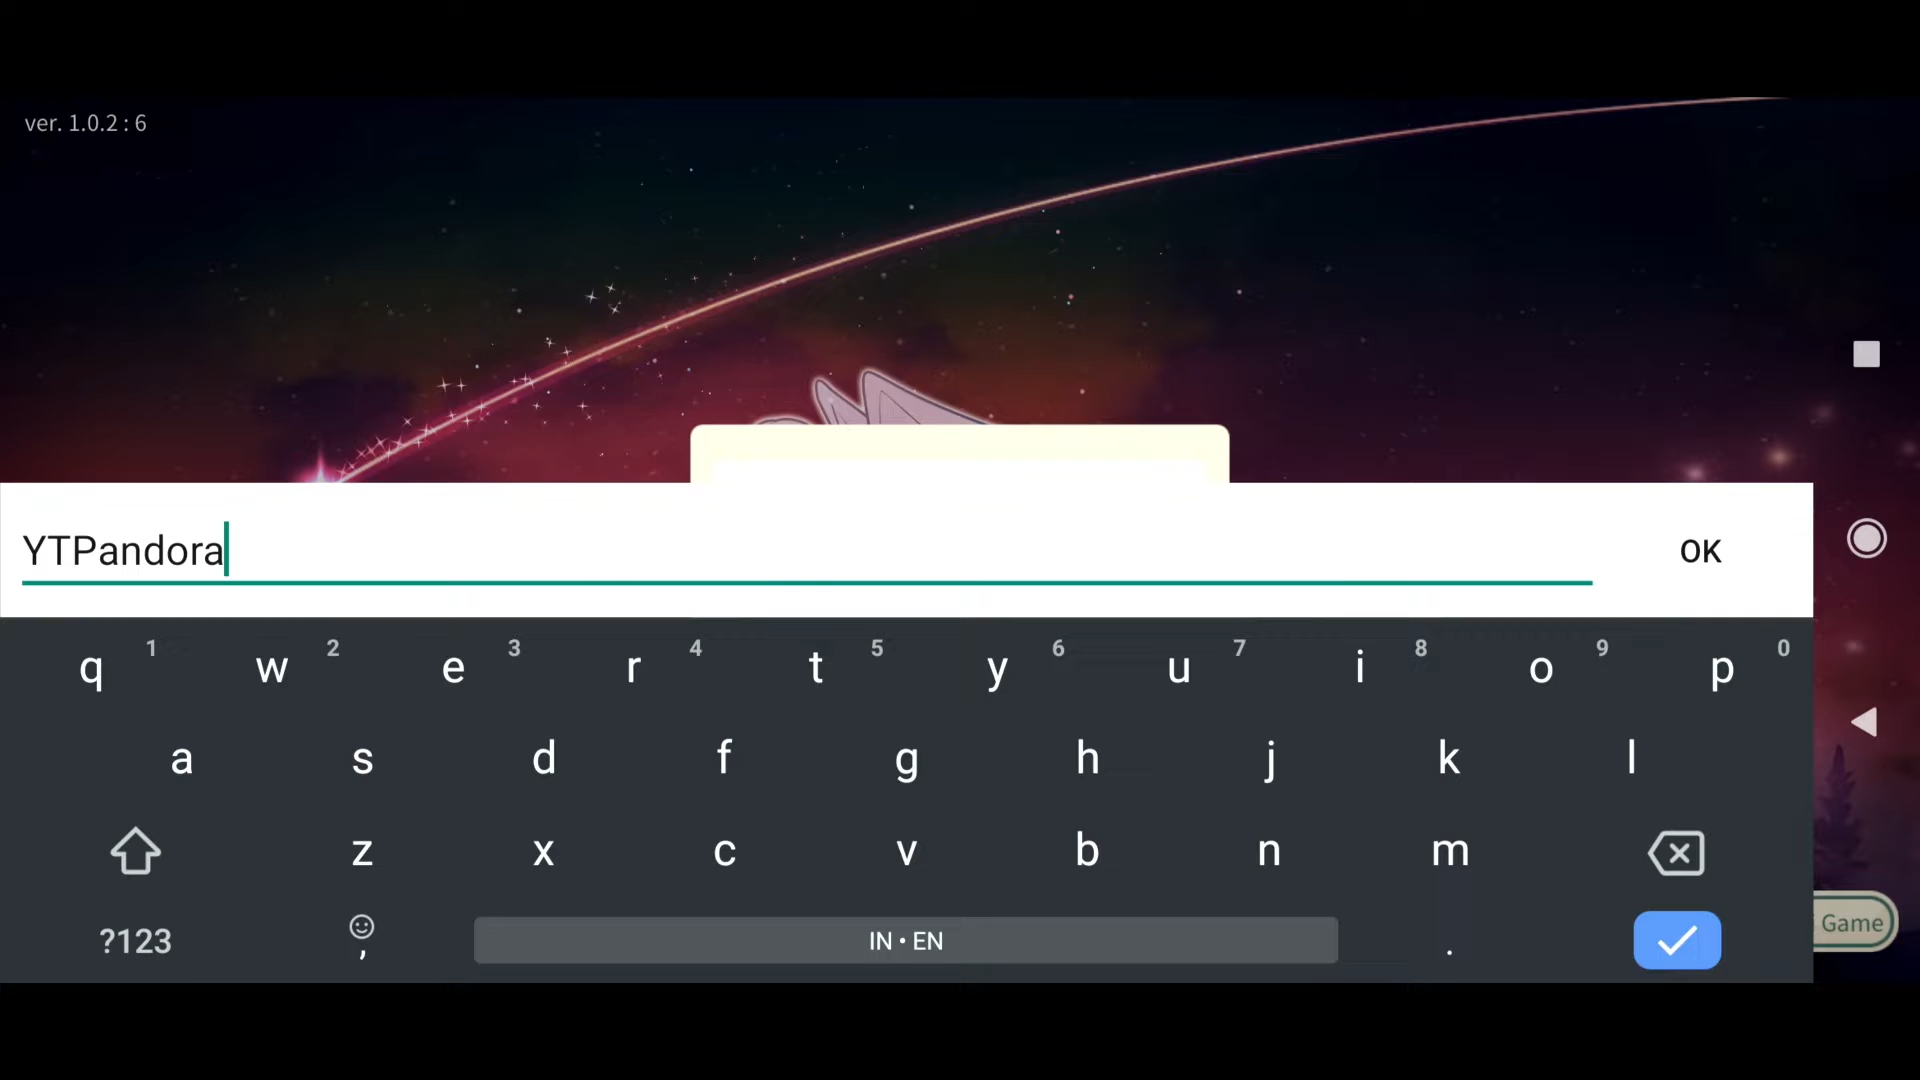 ver. 1.0.2 : 6
YTPandora
OK
q 1 w 2 e 3 r 4 t 5 y 6 u 7 i 8 o 9 p 0
a s d f g h j k l
z x c v b n m
?123 , IN • EN .
Game